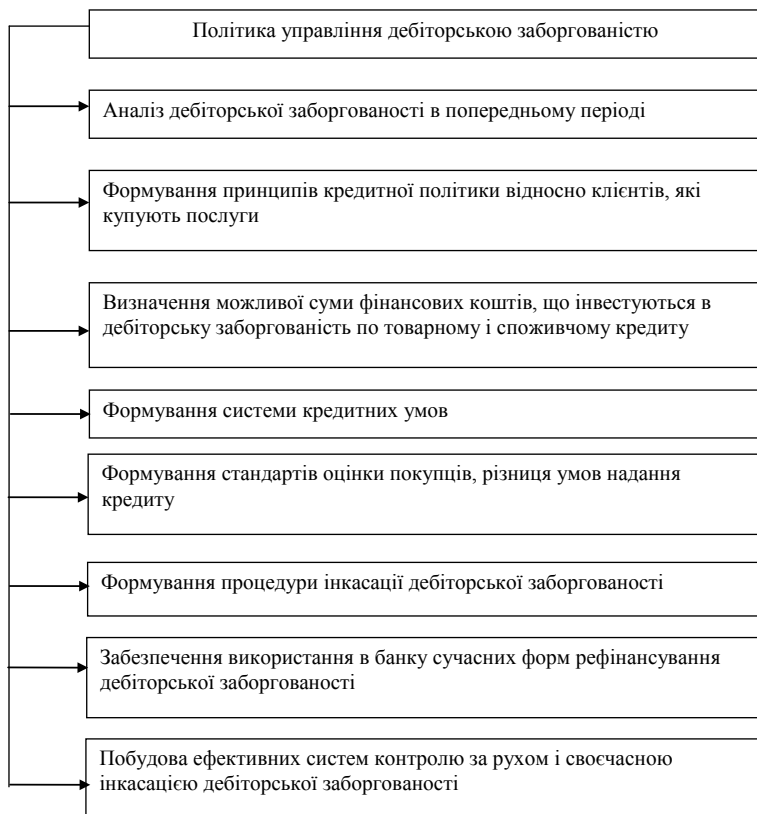 Політика управління дебіторською заборгованістю
Аналіз дебіторської заборгованості в попередньому періоді
Формування принципів кредитної політики відносно клієнтів, які
купують послуги
Визначення можливої суми фінансових коштів, що інвестуються в
дебіторську заборгованість по товарному і споживчому кредиту
Формування системи кредитних умов
Формування стандартів оцінки покупців, різниця умов надання
кредиту
Формування процедури інкасації дебіторської заборгованості
Забезпечення використання в банку сучасних форм рефінансування
дебіторської заборгованості
Побудова ефективних систем контролю за рухом і своєчасною
інкасацією дебіторської заборгованості